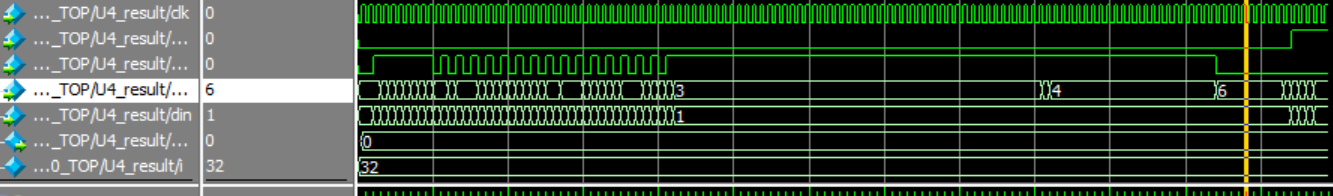 ..._TOP/U4_result/clk 0
..._TOP/U4_result/... 0
..._TOP/U4_result/... 0
..._TOP/U4_result/... 6 3 4 6
..._TOP/U4_result/din 1 1
..._TOP/U4_result/... 0 0
...0_TOP/U4_result/i 32 32